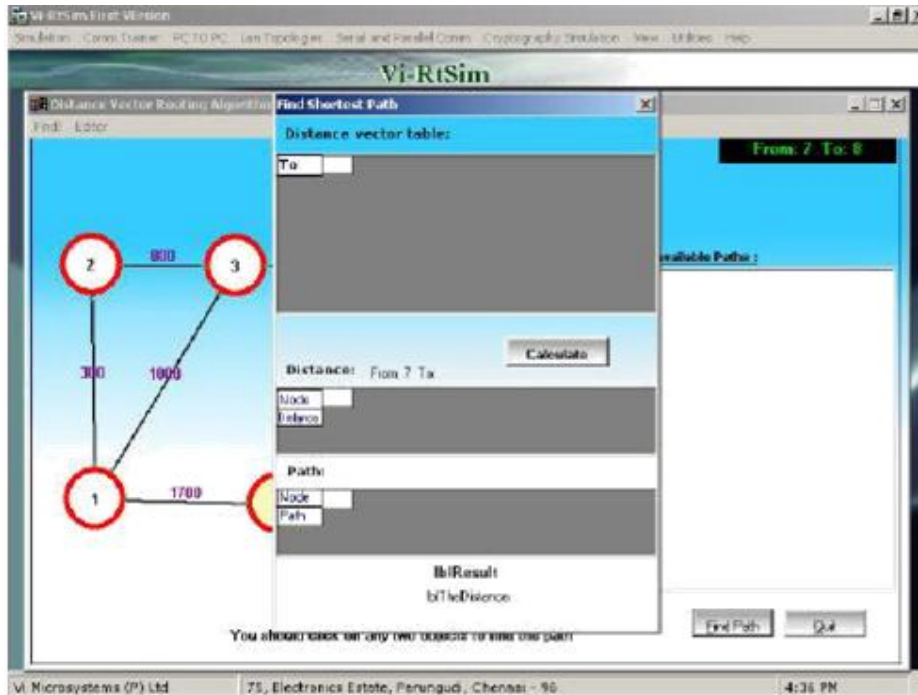 Vi-RtSim First Version
Simulation Comm Trainer PC TO PC Lan Topologies Serial and Parallel Comm Cryptography Simulation View Utilities Help
Vi-RtSim
Distance Vector Routing Algorithm
Find! Editor
Find Shortest Path
Distance vector table:
From: 7 To: 8
To
2
800
3
300
1000
1
1700
Available Paths :
Calculate
Distance: From 7 To
Node
Distance
Path:
Node
Path
lblResult
lblTheDistance
Find Path
Quit
You should click on any two objects to find the path
Vi Microsystems (P) Ltd
75, Electronics Estate, Perungudi, Chennai - 96
4:36 PM